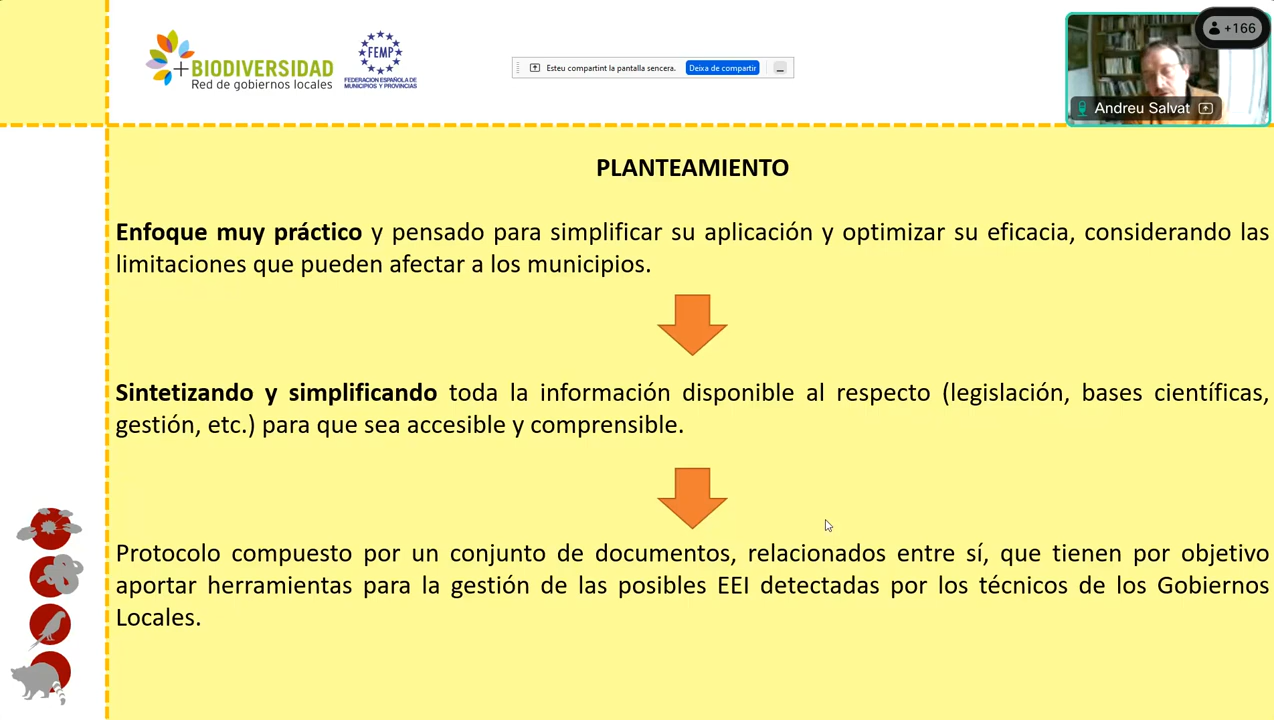 +BIODIVERSIDAD
Red de gobiernos locales
FEMP
FEDERACION ESPAÑOLA DE
MUNICIPIOS Y PROVINCIAS
Esteu compartint la pantalla sencera.
Deixa de compartir
+166
Andreu Salvat
PLANTEAMIENTO
Enfoque muy práctico y pensado para simplificar su aplicación y optimizar su eficacia, considerando las
limitaciones que pueden afectar a los municipios.
Sintetizando y simplificando toda la información disponible al respecto (legislación, bases científicas,
gestión, etc.) para que sea accesible y comprensible.
Protocolo compuesto por un conjunto de documentos, relacionados entre sí, que tienen por objetivo
aportar herramientas para la gestión de las posibles EEI detectadas por los técnicos de los Gobiernos
Locales.